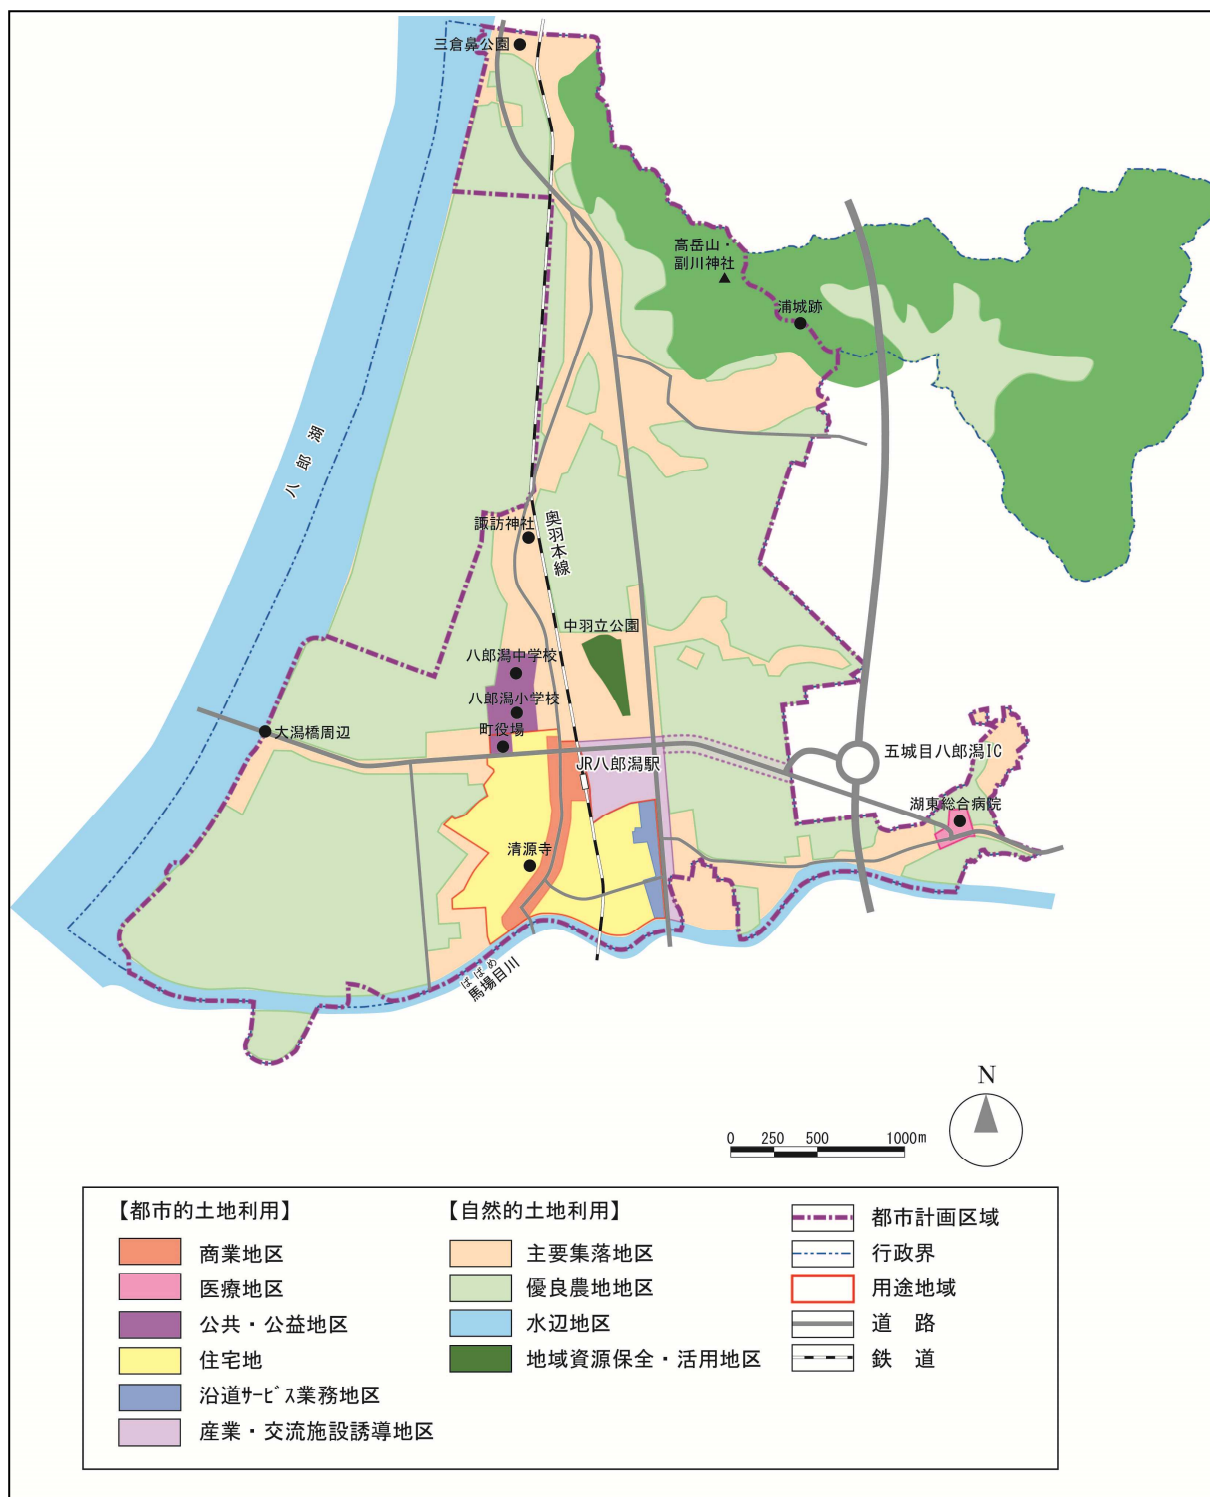 三倉鼻公園
高岳山・
副川神社
浦城跡
八郎湖
諏訪神社
奥羽本線
中羽立公園
八郎潟中学校
八郎潟小学校
町役場
大潟橋周辺
JR八郎潟駅
五城目八郎潟IC
湖東総合病院
清源寺
ばばめ
馬場目川
N
0 250 500 1000m
【都市的土地利用】
商業地区
医療地区
公共・公益地区
住宅地
沿道ｻｰﾋﾞｽ業務地区
産業・交流施設誘導地区
【自然的土地利用】
主要集落地区
優良農地地区
水辺地区
地域資源保全・活用地区
都市計画区域
行政界
用途地域
道　路
鉄　道